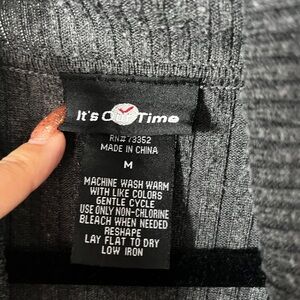 It's Our Time
RN# 73352
MADE IN CHINA
M
MACHINE WASH WARM
WITH LIKE COLORS
GENTLE CYCLE
USE ONLY NON-CHLORINE
BLEACH WHEN NEEDED
RESHAPE
LAY FLAT TO DRY
LOW IRON